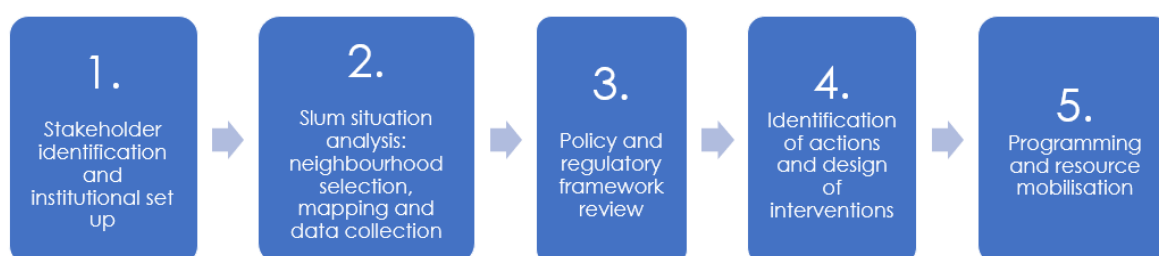 1.
Stakeholder
identification
and
institutional set
up
2.
Slum situation
analysis:
neighbourhood
selection,
mapping and
data collection
3.
Policy and
regulatory
framework
review
4.
Identification
of actions
and design
of
interventions
5.
Programming
and resource
mobilisation